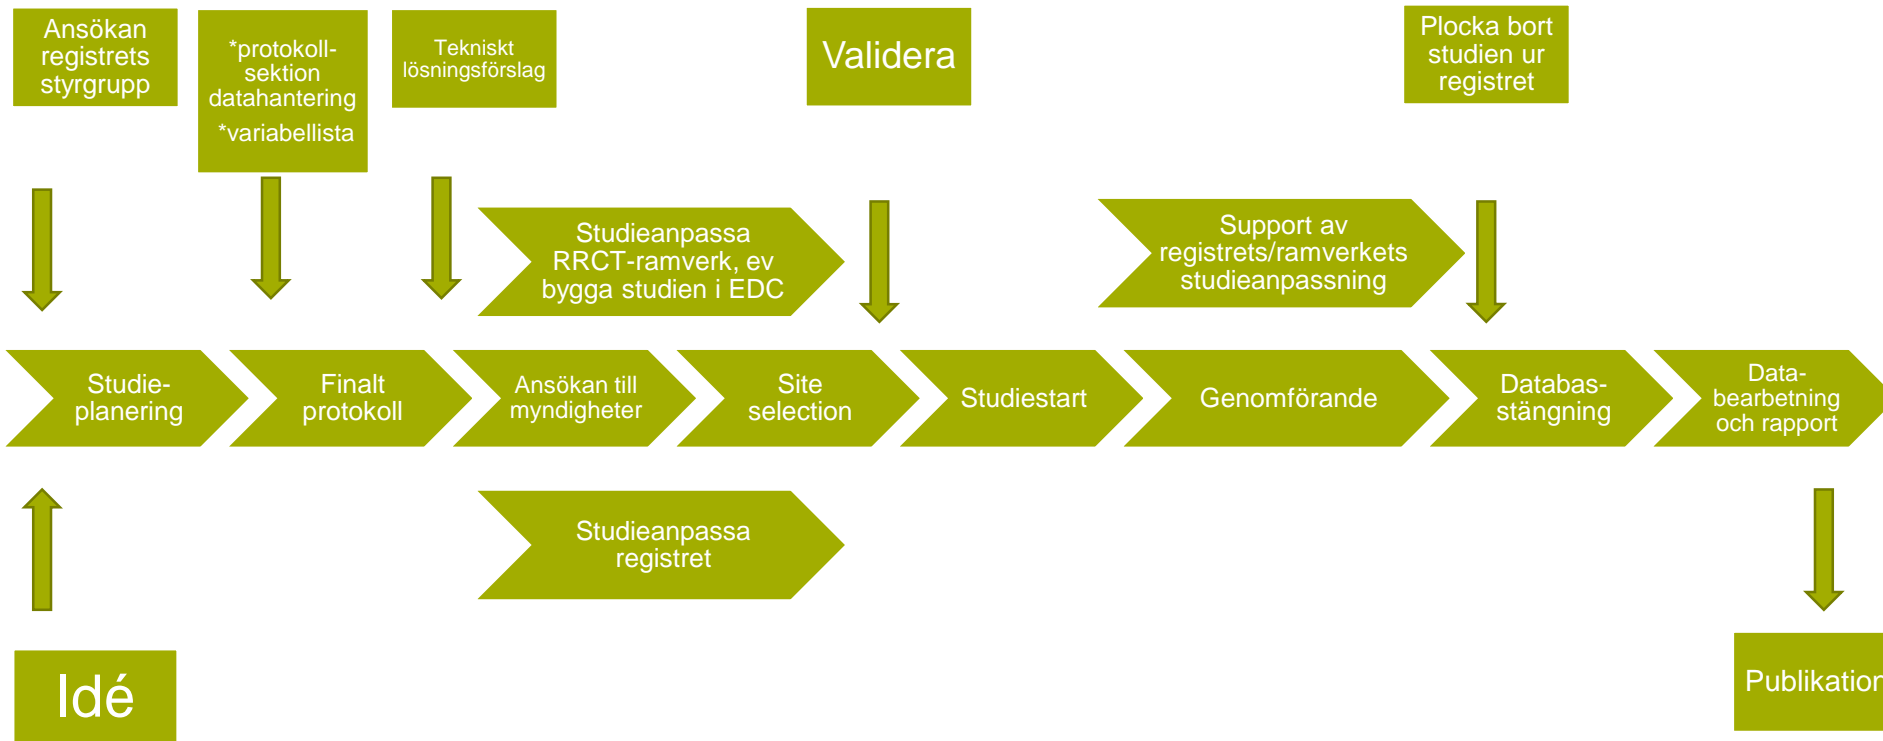 Ansökan
registrets
styrgrupp
*protokoll-
sektion
datahantering
*variabellista
Tekniskt
lösningsförslag
Validera
Plocka bort
studien ur
registret
Studieanpassa
RRCT-ramverk, ev
bygga studien i EDC
Support av
registrets/ramverkets
studieanpassning
Studie-
planering
Finalt
protokoll
Ansökan till
myndigheter
Site
selection
Studiestart
Genomförande
Databas-
stängning
Data-
bearbetning
och rapport
Studieanpassa
registret
Idé
Publikation